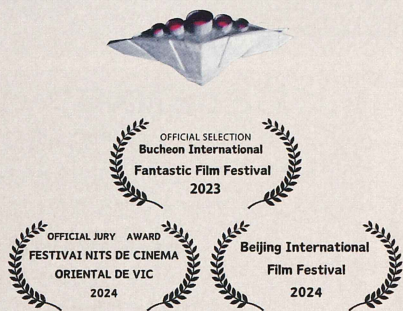 OFFICIAL SELECTION
Bucheon International
Fantastic Film Festival
2023
OFFICIAL JURY AWARD
FESTIVAI NITS DE CINEMA
ORIENTAL DE VIC
2024
Beijing International
Film Festival
2024